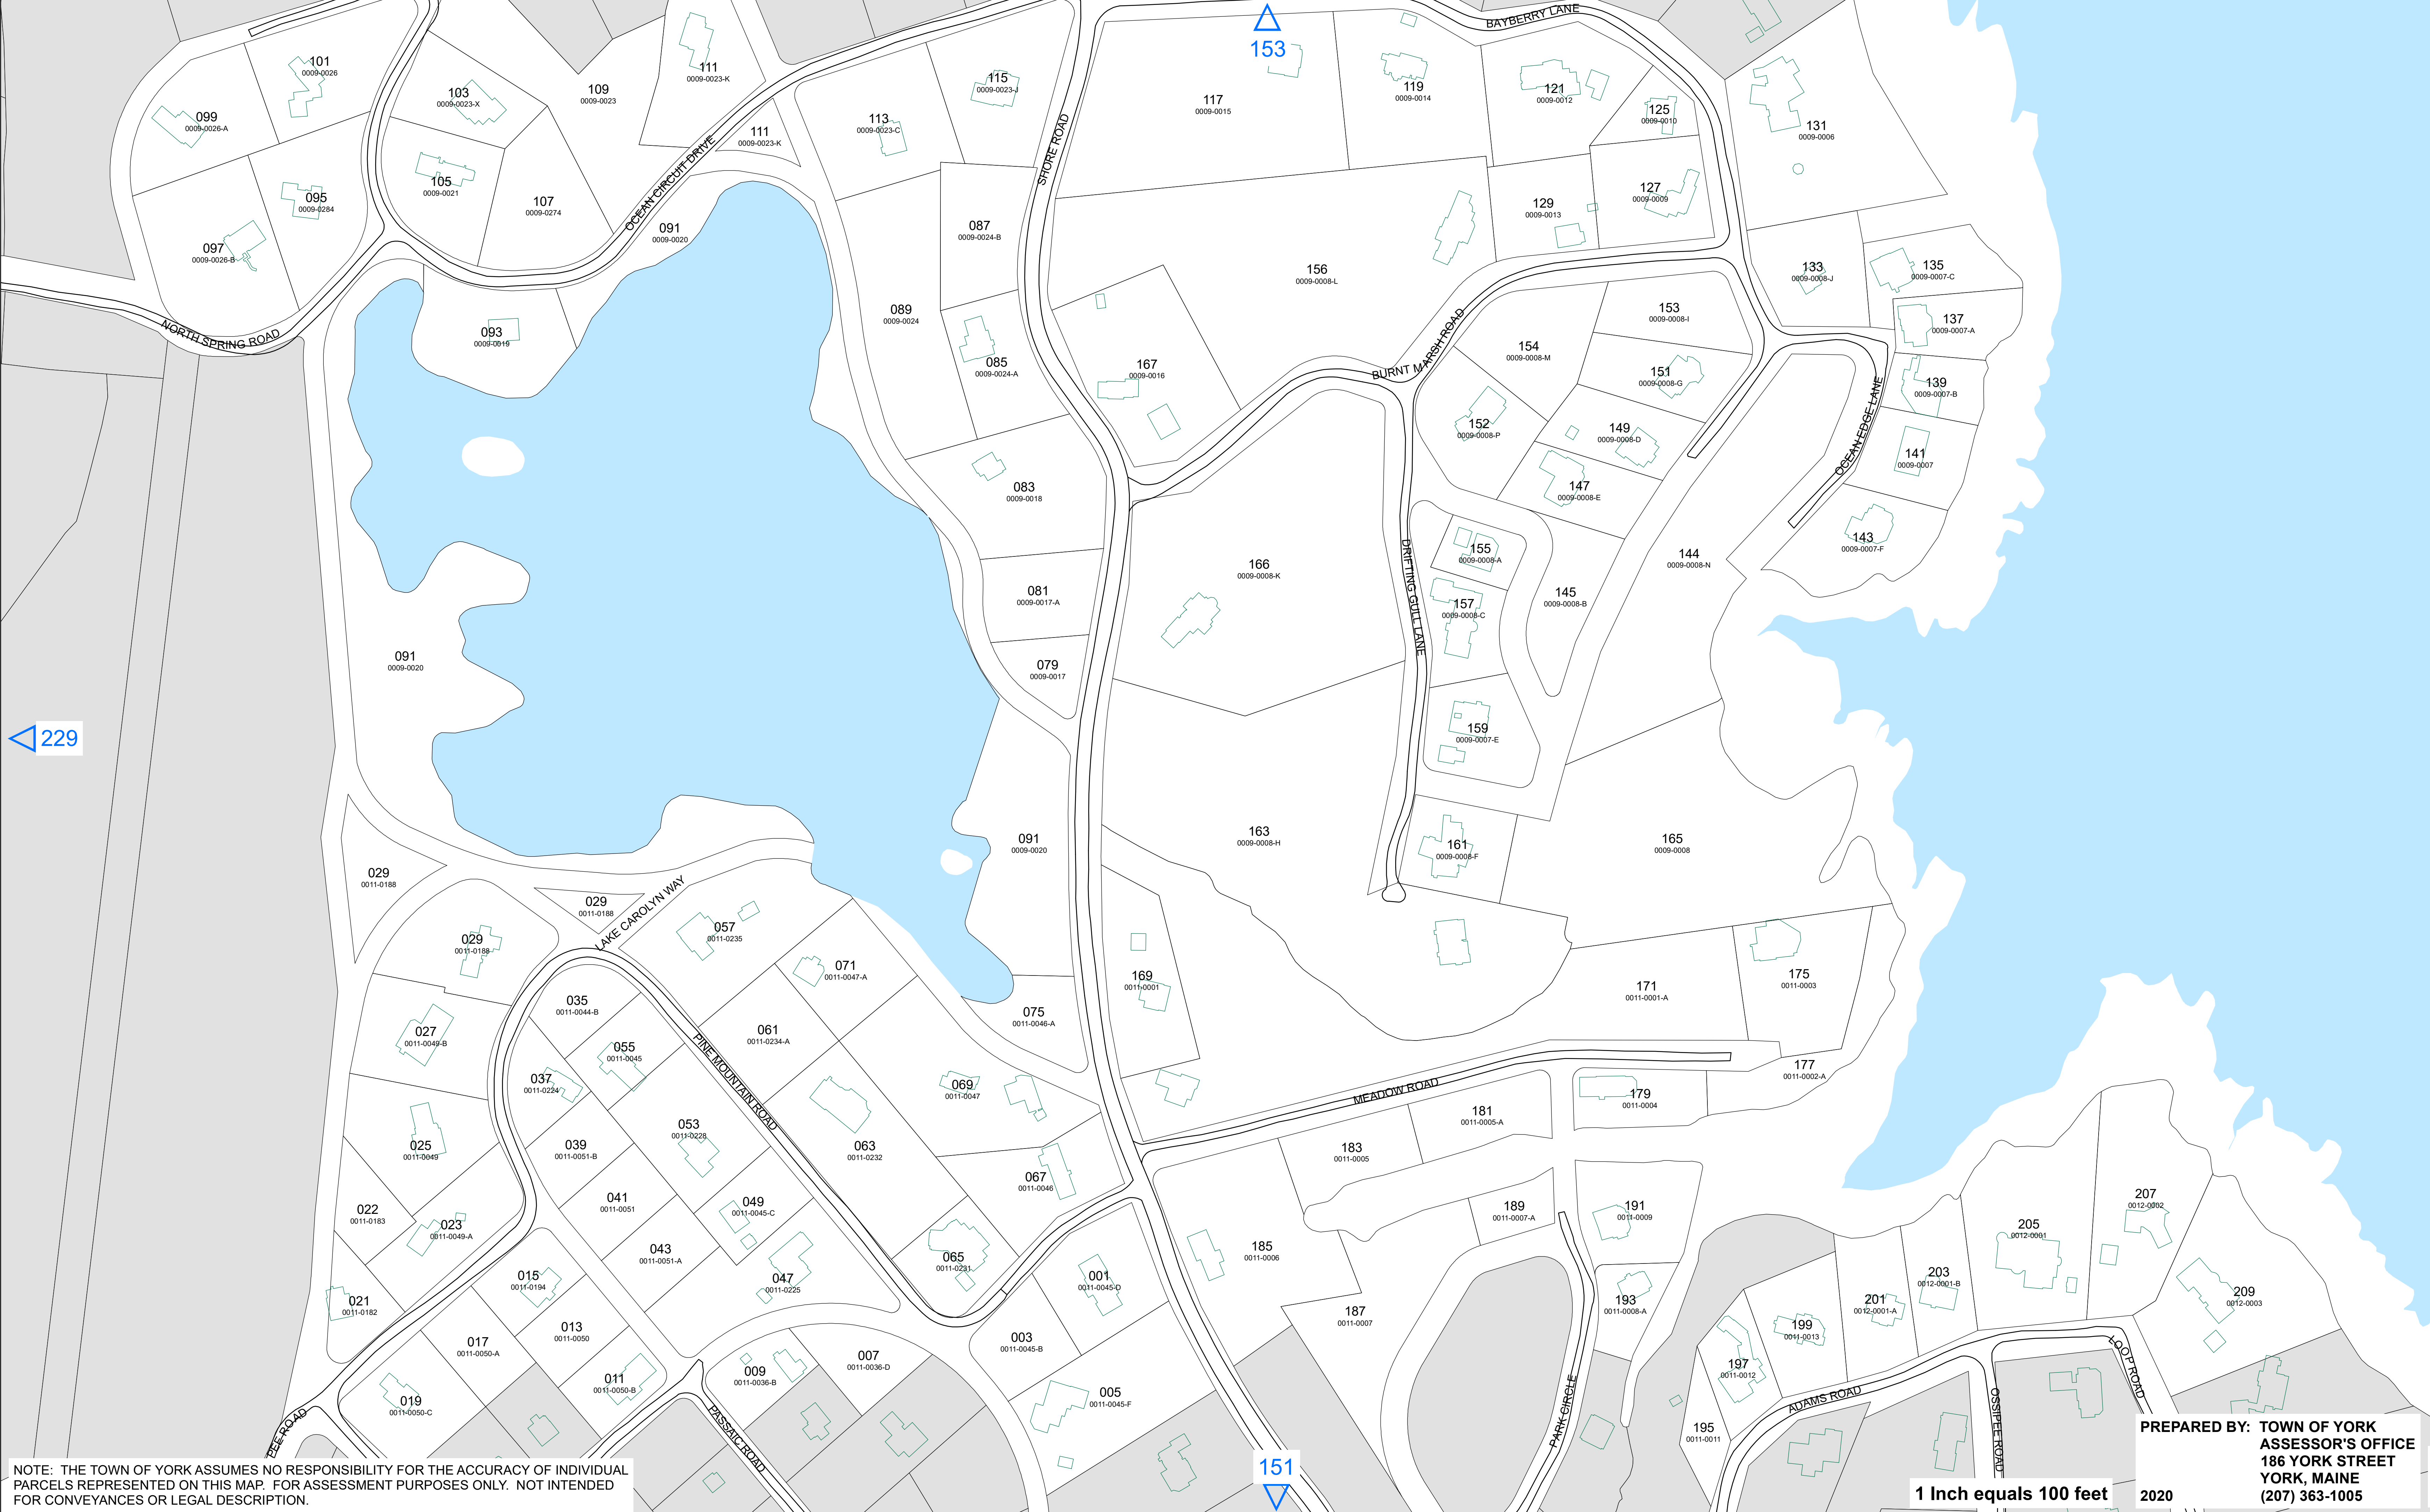 153
BAYBERRY LANE
101
0009-0026
111
0009-0023-K
103
0009-0023-X
109
0009-0023
115
0009-0023-J
117
0009-0015
119
0009-0014
121
0009-0012
125
0009-0010
131
0009-0006
099
0009-0026-A
111
0009-0023-K
113
0009-0023-C
SHORE ROAD
OCEAN CIRCUIT DRIVE
105
0009-0021
095
0009-0284
107
0009-0274
127
0009-0009
129
0009-0013
091
0009-0020
087
0009-0024-B
097
0009-0026-B
156
0009-0008-L
133
0009-0008-J
135
0009-0007-C
NORTH SPRING ROAD
093
0009-0019
089
0009-0024
153
0009-0008-I
137
0009-0007-A
085
0009-0024-A
167
0009-0016
BURNT MARSH ROAD
154
0009-0008-M
151
0009-0008-G
139
0009-0007-B
OCEAN EDGE LANE
152
0009-0008-P
149
0009-0008-D
141
0009-0007
083
0009-0018
147
0009-0008-E
143
0009-0007-F
166
0009-0008-K
DRIFTING GULL LANE
155
0009-0008-A
144
0009-0008-N
081
0009-0017-A
157
0009-0008-C
145
0009-0008-B
091
0009-0020
079
0009-0017
229
159
0009-0007-E
091
0009-0020
163
0009-0008-H
161
0009-0008-F
165
0009-0008
029
0011-0188
029
0011-0188
LAKE CAROLYN WAY
029
0011-0188
057
0011-0235
071
0011-0047-A
169
0011-0001
171
0011-0001-A
175
0011-0003
035
0011-0044-B
075
0011-0046-A
027
0011-0049-B
061
0011-0234-A
055
0011-0045
PINE MOUNTAIN ROAD
037
0011-0224
069
0011-0047
MEADOW ROAD
177
0011-0002-A
179
0011-0004
181
0011-0005-A
053
0011-0228
025
0011-0049
039
0011-0051-B
063
0011-0232
183
0011-0005
067
0011-0046
041
0011-0051
049
0011-0045-C
022
0011-0183
023
0011-0049-A
189
0011-0007-A
191
0011-0009
207
0012-0002
205
0012-0001
043
0011-0051-A
065
0011-0231
185
0011-0006
015
0011-0194
047
0011-0225
001
0011-0045-D
203
0012-0001-B
209
0012-0003
021
0011-0182
187
0011-0007
193
0011-0008-A
201
0012-0001-A
199
0011-0013
013
0011-0050
003
0011-0045-B
017
0011-0050-A
007
0011-0036-D
LOOP ROAD
009
0011-0036-B
011
0011-0050-B
197
0011-0012
019
0011-0050-C
005
0011-0045-F
ADAMS ROAD
PARK CIRCLE
OSSIPEE ROAD
PASSAIC ROAD
PEE ROAD
195
0011-0011
151
NOTE: THE TOWN OF YORK ASSUMES NO RESPONSIBILITY FOR THE ACCURACY OF INDIVIDUAL
PARCELS REPRESENTED ON THIS MAP. FOR ASSESSMENT PURPOSES ONLY. NOT INTENDED
FOR CONVEYANCES OR LEGAL DESCRIPTION.
1 Inch equals 100 feet
PREPARED BY: TOWN OF YORK
ASSESSOR'S OFFICE
186 YORK STREET
YORK, MAINE
2020 (207) 363-1005